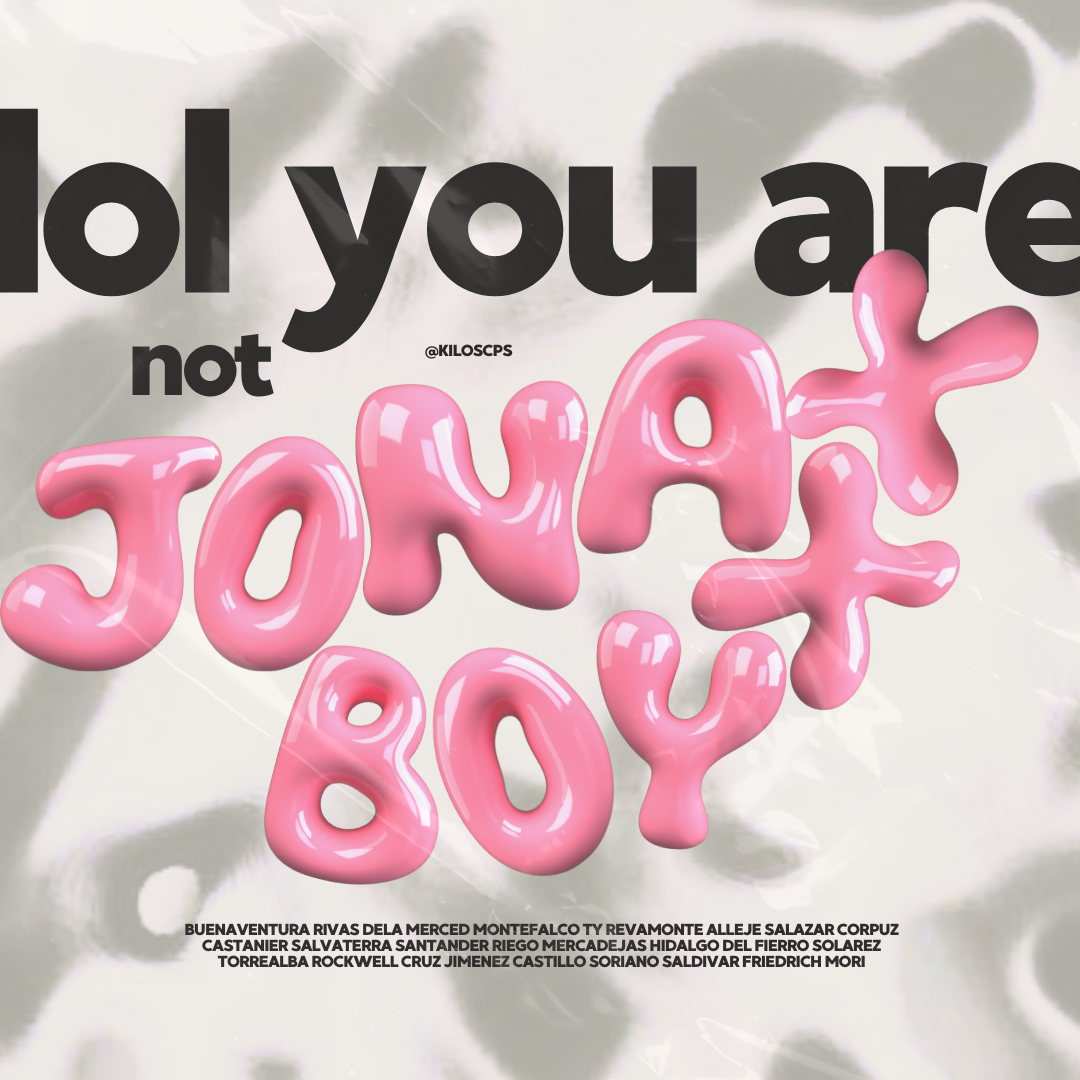 lol you are
not
@KILOSCPS
JONAXX
BOY
BUENAVENTURA RIVAS DELA MERCED MONTEFALCO TY REVAMONTE ALLEJE SALAZAR CORPUZ
CASTANIER SALVATERRA SANTANDER RIEGO MERCADEJAS HIDALGO DEL FIERRO SOLAREZ
TORREALBA ROCKWELL CRUZ JIMENEZ CASTILLO SORIANO SALDIVAR FRIEDRICH MORI